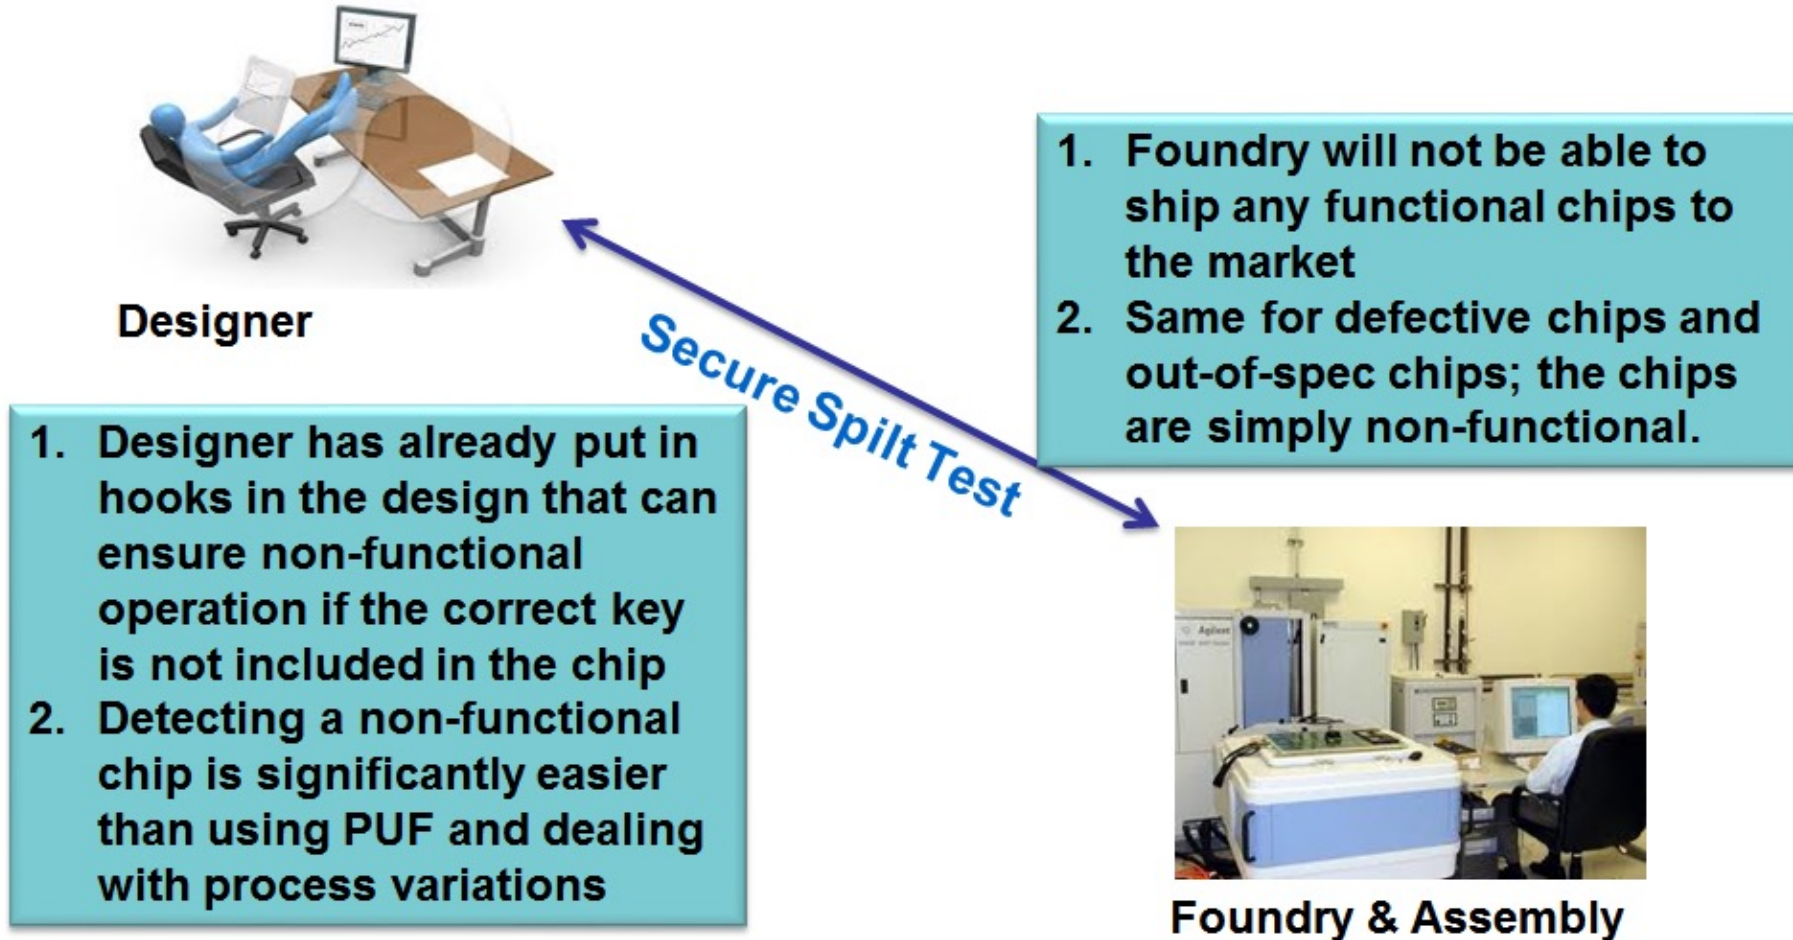 Designer
1. Designer has already put in
hooks in the design that can
ensure non-functional
operation if the correct key
is not included in the chip
2. Detecting a non-functional
chip is significantly easier
than using PUF and dealing
with process variations
Secure Spilt Test
1. Foundry will not be able to
ship any functional chips to
the market
2. Same for defective chips and
out-of-spec chips; the chips
are simply non-functional.
Agilent
Foundry & Assembly